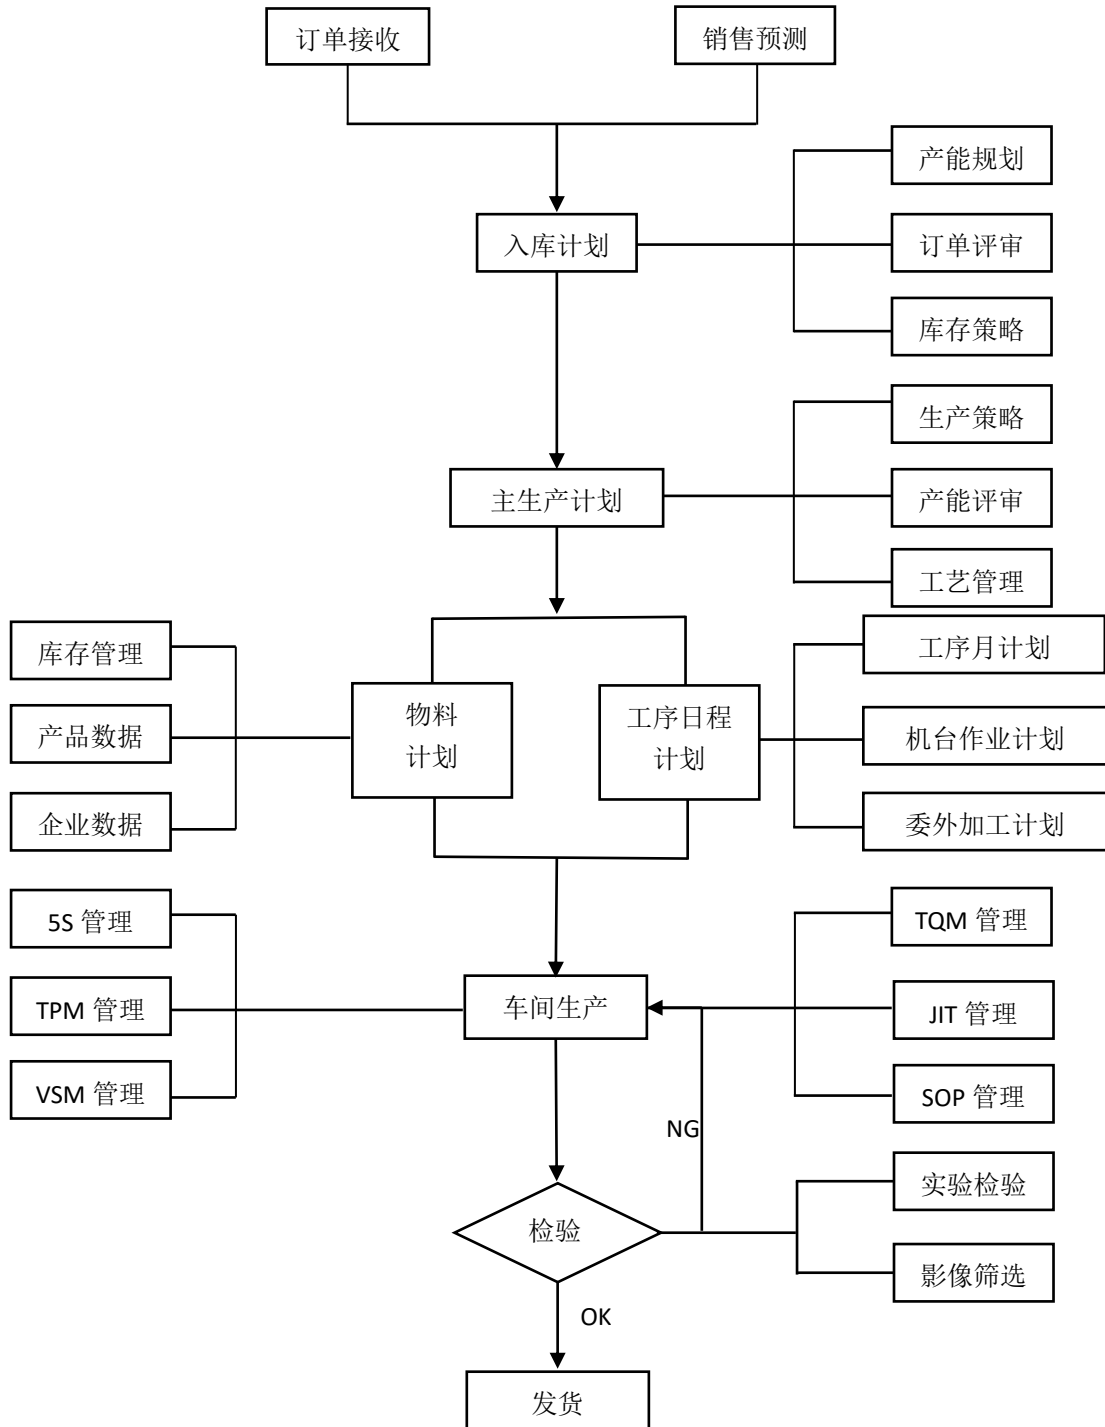 订单接收
销售预测
产能规划
入库计划
订单评审
库存策略
生产策略
主生产计划
产能评审
工艺管理
库存管理
工序月计划
产品数据
物料
计划
工序日程
计划
机台作业计划
企业数据
委外加工计划
5S 管理
TQM 管理
TPM 管理
车间生产
JIT 管理
VSM 管理
SOP 管理
NG
实验检验
检验
影像筛选
OK
发货